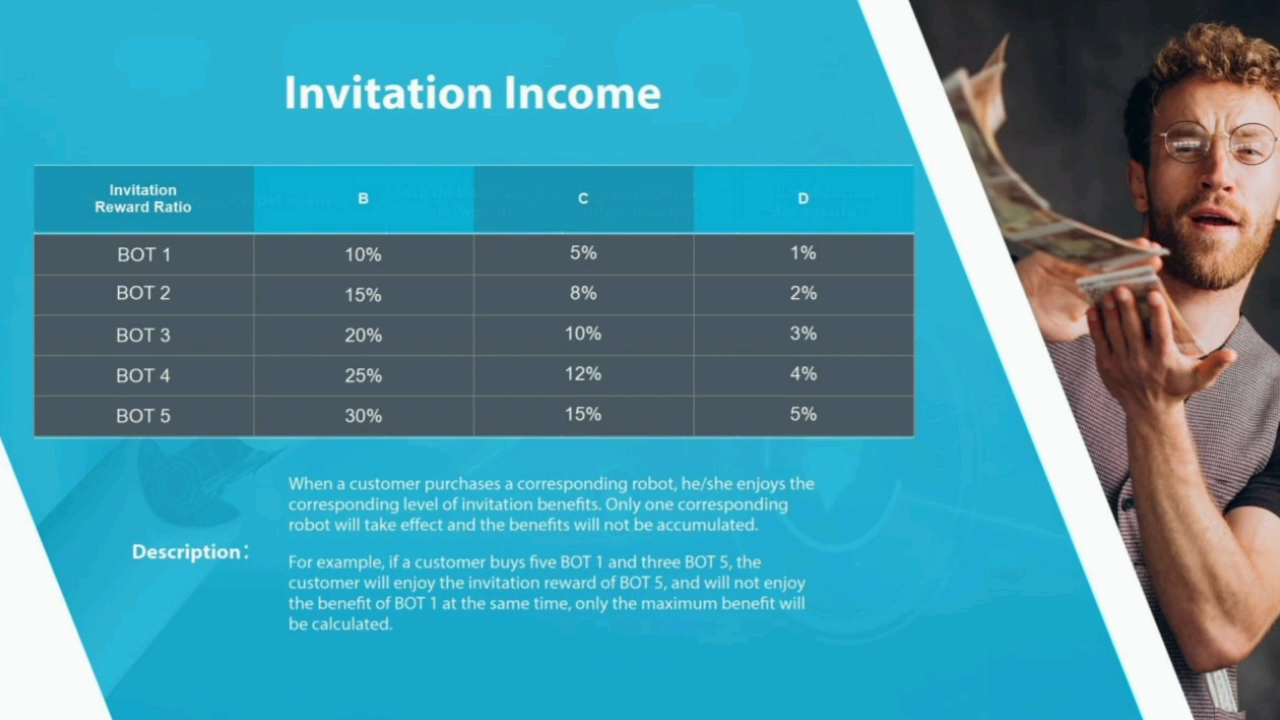 Invitation Income
Invitation
Reward Ratio
B
C
D
BOT 1
10%
5%
1%
BOT 2
15%
8%
2%
BOT 3
20%
10%
3%
BOT 4
25%
12%
4%
BOT 5
30%
15%
5%
When a customer purchases a corresponding robot, he/she enjoys the
corresponding level of invitation benefits. Only one corresponding
robot will take effect and the benefits will not be accumulated.
Description:
For example, if a customer buys five BOT 1 and three BOT 5, the
customer will enjoy the invitation reward of BOT 5, and will not enjoy
the benefit of BOT 1 at the same time, only the maximum benefit will
be calculated.